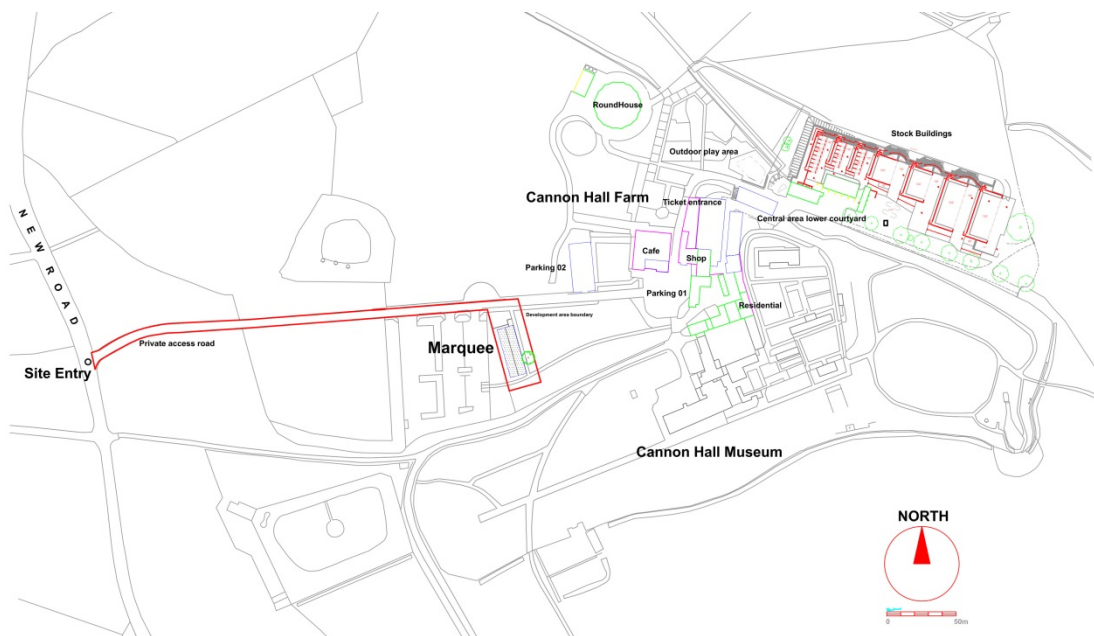 RoundHouse
Stock Buildings
Outdoor play area
Cannon Hall Farm
Ticket entrance
Central area lower courtyard
NEW ROAD
Cafe
Shop
Parking 02
Parking 01
Residential
Development area boundary
Private access road
Marquee
Site Entry
Cannon Hall Museum
NORTH
0 50m